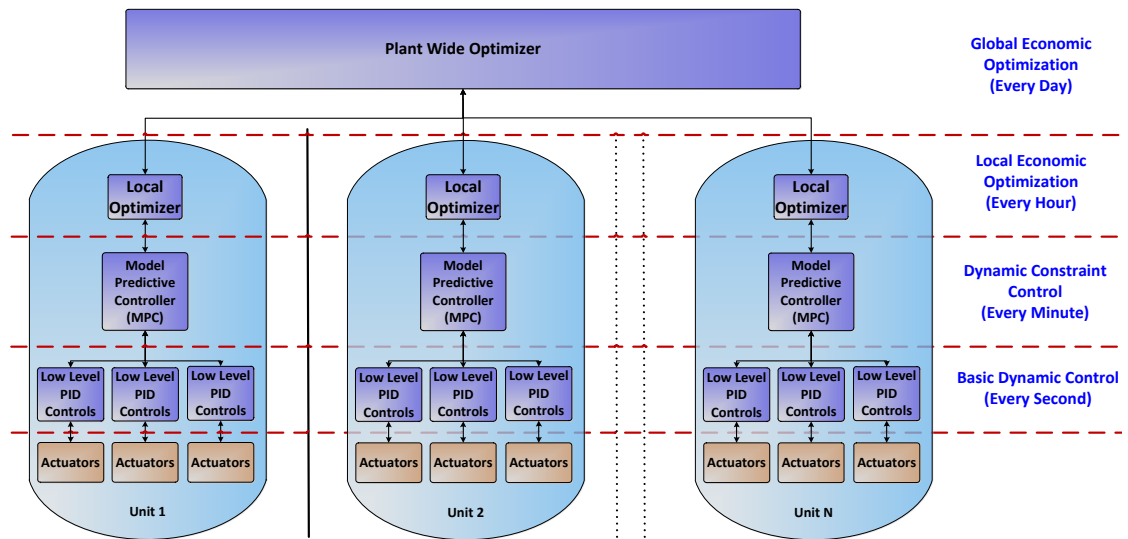 Plant Wide Optimizer
Global Economic
Optimization
(Every Day)
Local
Optimizer
Local
Optimizer
Local
Optimizer
Local Economic
Optimization
(Every Hour)
Model
Predictive
Controller
(MPC)
Model
Predictive
Controller
(MPC)
Model
Predictive
Controller
(MPC)
Dynamic Constraint
Control
(Every Minute)
Low Level
PID
Controls
Low Level
PID
Controls
Low Level
PID
Controls
Low Level
PID
Controls
Low Level
PID
Controls
Low Level
PID
Controls
Low Level
PID
Controls
Low Level
PID
Controls
Low Level
PID
Controls
Basic Dynamic Control
(Every Second)
Actuators
Actuators
Actuators
Actuators
Actuators
Actuators
Actuators
Actuators
Actuators
Unit 1
Unit 2
Unit N